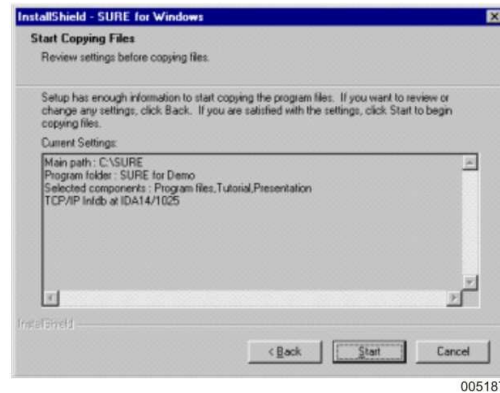 InstallShield - SURE for Windows
Start Copying Files
Review settings before copying files.
Setup has enough information to start copying the program files. If you want to review or
change any settings, click Back. If you are satisfied with the settings, click Start to begin
copying files.
Current Settings:
Main path : C:\SURE
Program folder : SURE for Demo
Selected components : Program files,Tutorial,Presentation
TCP/IP Infdb at IDA14/1025
InstallShield
< Back
Start
Cancel
005187